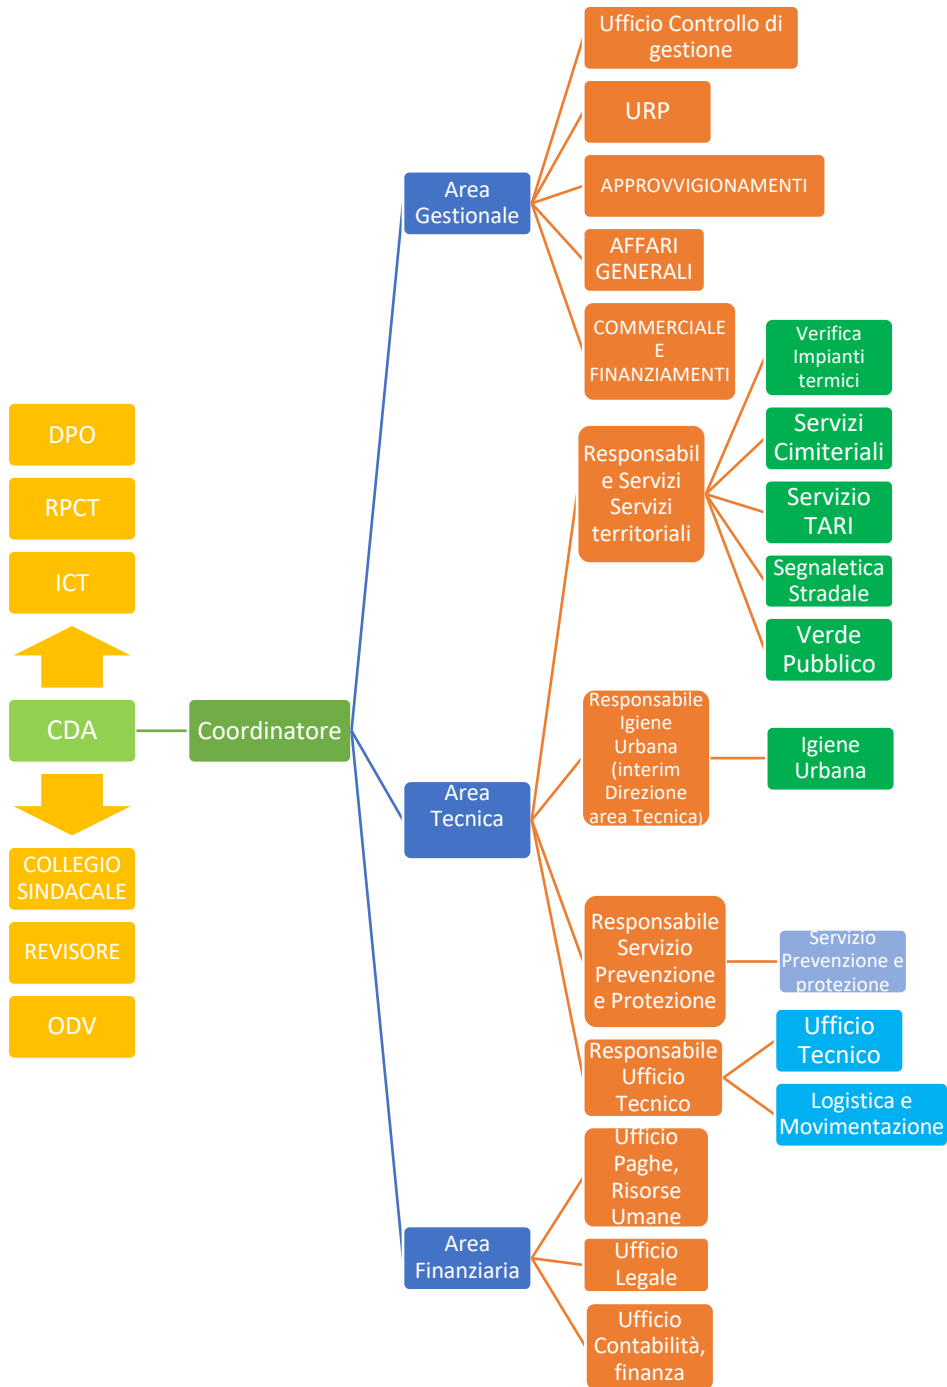 Ufficio Controllo di
gestione
URP
APPROVVIGIONAMENTI
Area
Gestionale
AFFARI
GENERALI
COMMERCIALE
E
FINANZIAMENTI
Verifica
Impianti
termici
Servizi
Cimiteriali
Responsabil
e Servizi
Servizi
territoriali
Servizio
TARI
Segnaletica
Stradale
Verde
Pubblico
DPO
RPCT
ICT
CDA
Coordinatore
COLLEGIO
SINDACALE
REVISORE
ODV
Area
Tecnica
Responsabile
Igiene
Urbana
(interim
Direzione
area Tecnica)
Igiene
Urbana
Responsabile
Servizio
Prevenzione
e Protezione
Servizio
Prevenzione e
protezione
Responsabile
Ufficio
Tecnico
Ufficio
Tecnico
Logistica e
Movimentazione
Area
Finanziaria
Ufficio
Paghe,
Risorse
Umane
Ufficio
Legale
Ufficio
Contabilità,
finanza